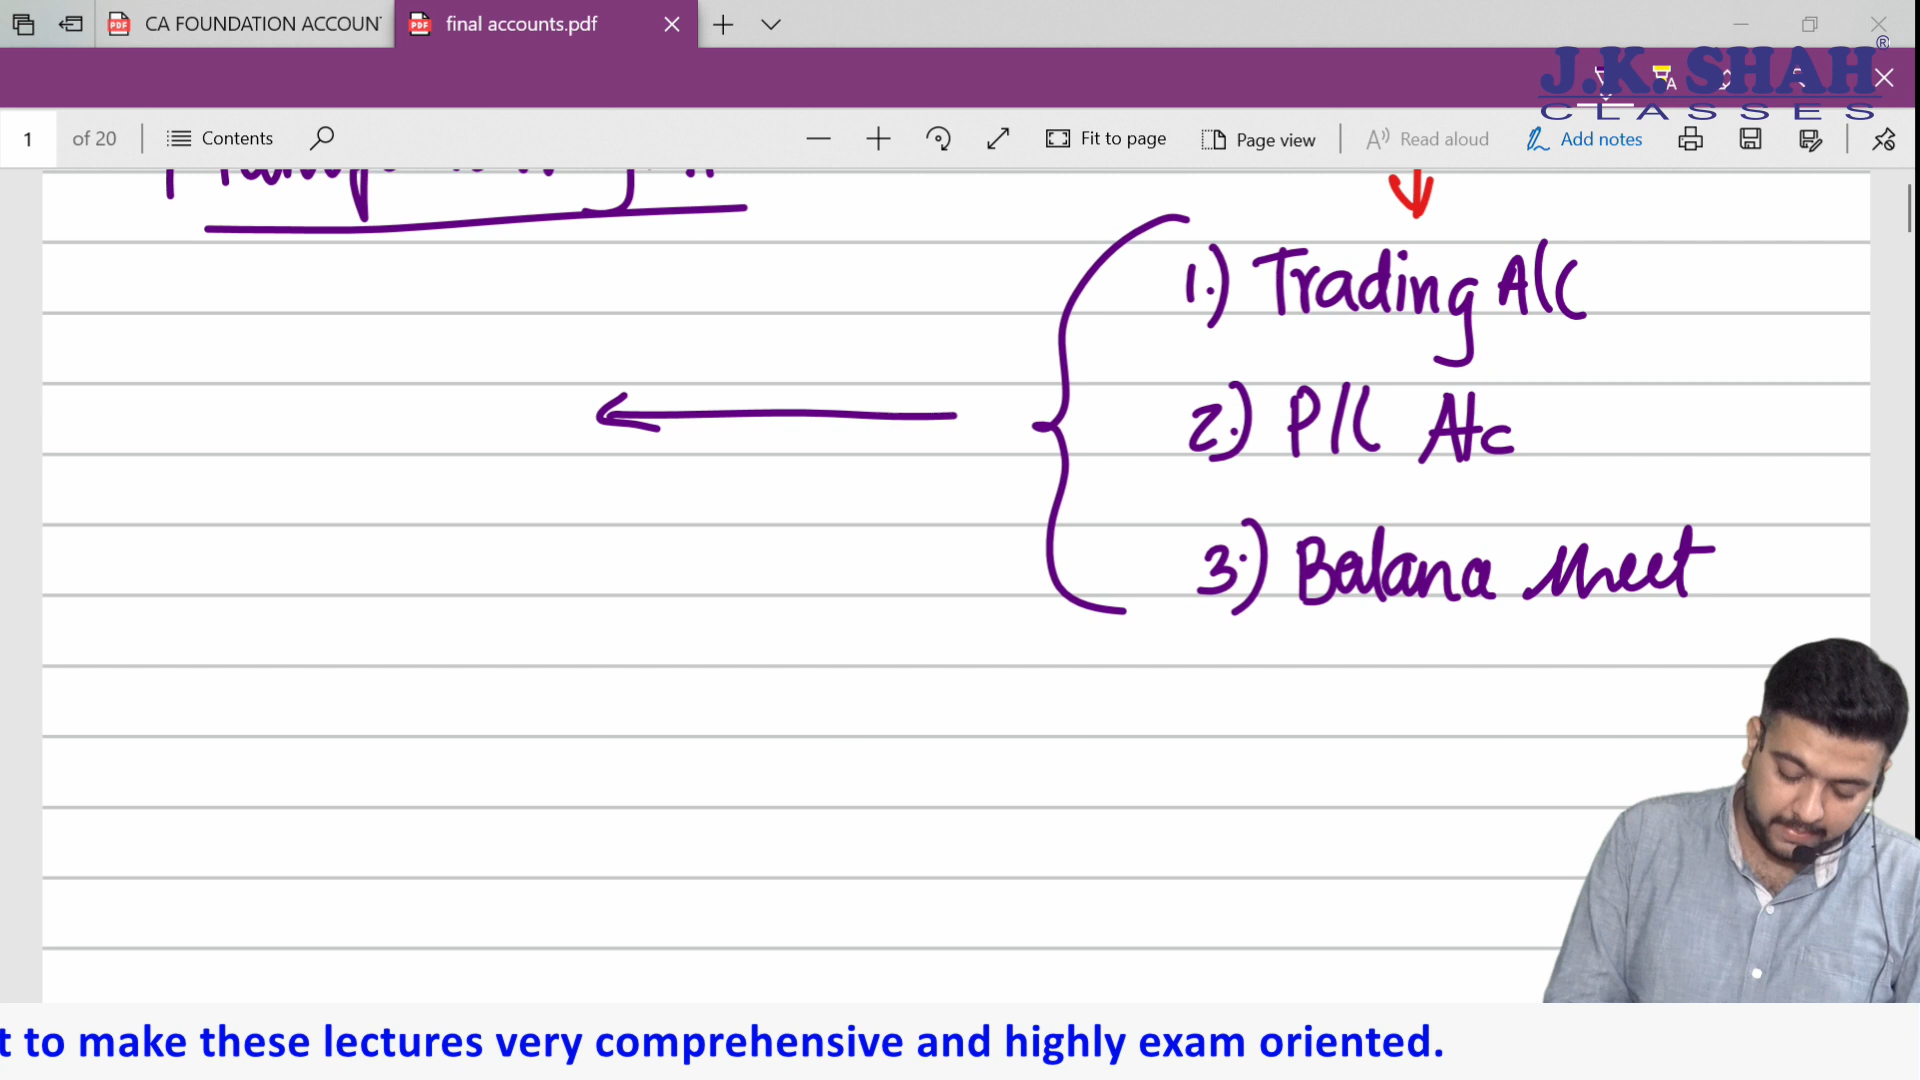 CA FOUNDATION ACCOUN
final accounts.pdf
J.K. SHAH®
CLASSES
1 of 20 Contents Fit to page Page view Read aloud Add notes
1.) Trading A/C
2.) P/L A/c
3.) Balance Sheet
t to make these lectures very comprehensive and highly exam oriented.